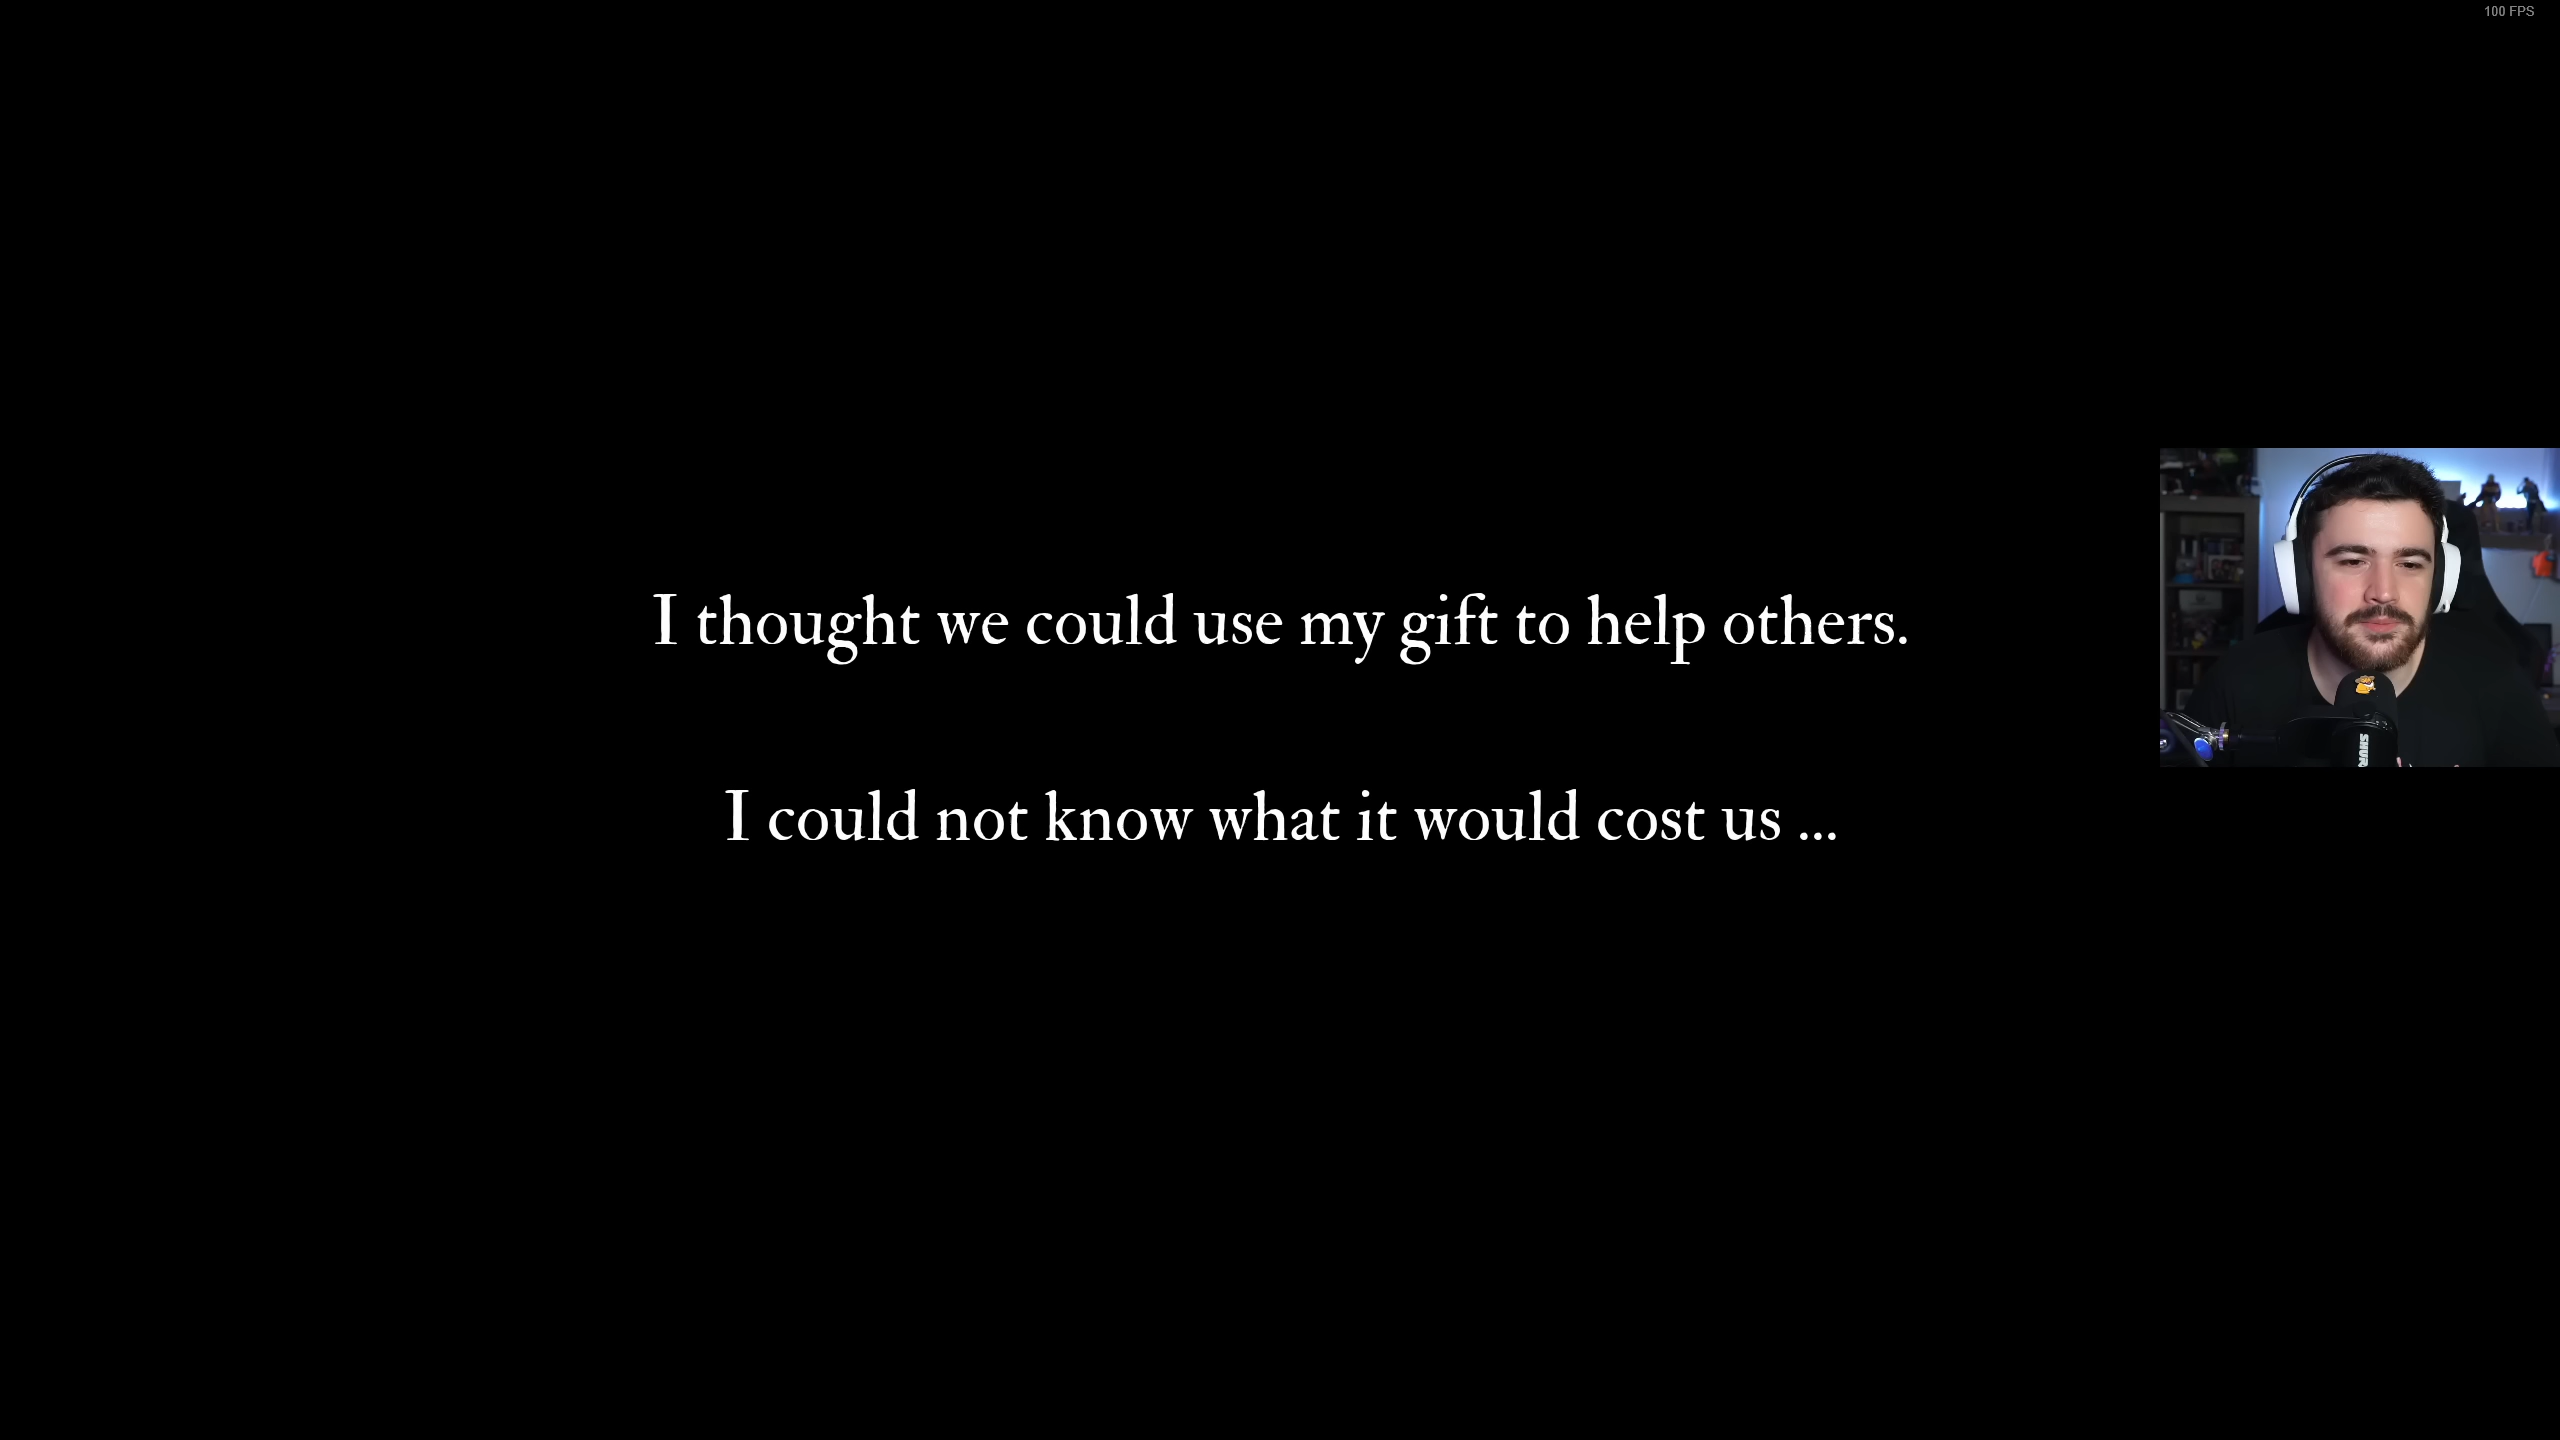 100 FPS
I thought we could use my gift to help others.
I could not know what it would cost us ...
SHUR